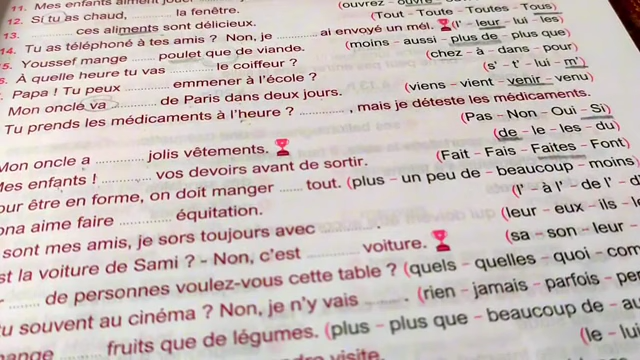 11. Mes enfants aiment
12. Si tu as chaud, ............ la fenêtre. (ouvrez - ouvre
13. ............ ces aliments sont délicieux. (Tout - Toute - Toutes - Tous)
14. Tu as téléphoné à tes amis ? Non, je ............ ai envoyé un mél. (l' - leur - lui - les)
Youssef mange ............ poulet que de viande. (moins - aussi - plus de - plus que)
À quelle heure tu vas ............ le coiffeur ? (chez - à - dans - pour)
Papa ! Tu peux ............ emmener à l'école ? (s' - t' - lui - m')
Mon oncle va ............ de Paris dans deux jours. (viens - vient - venir - venu)
Tu prends les médicaments à l'heure ? ............, mais je déteste les médicaments.
(Pas - Non - Oui - Si)
Mon oncle a ............ jolis vêtements. (de - le - les - du)
Mes enfants ! ............ vos devoirs avant de sortir. (Fait - Fais - Faites - Font)
our être en forme, on doit manger ...... tout. (plus - un peu de - beaucoup - moins)
ona aime faire ............ équitation. (l' - à l' - de l' - d'
sont mes amis, je sors toujours avec ............. (leur - eux - ils - l
st la voiture de Sami ? - Non, c'est ............ voiture. (sa - son - leur -
............ de personnes voulez-vous cette table ? (quels - quelles - quoi - com
u souvent au cinéma ? Non, je n'y vais ............. (rien - jamais - parfois - pe
mange ............ fruits que de légumes. (plus - plus que - beaucoup de - au
dre visite. (le - lui